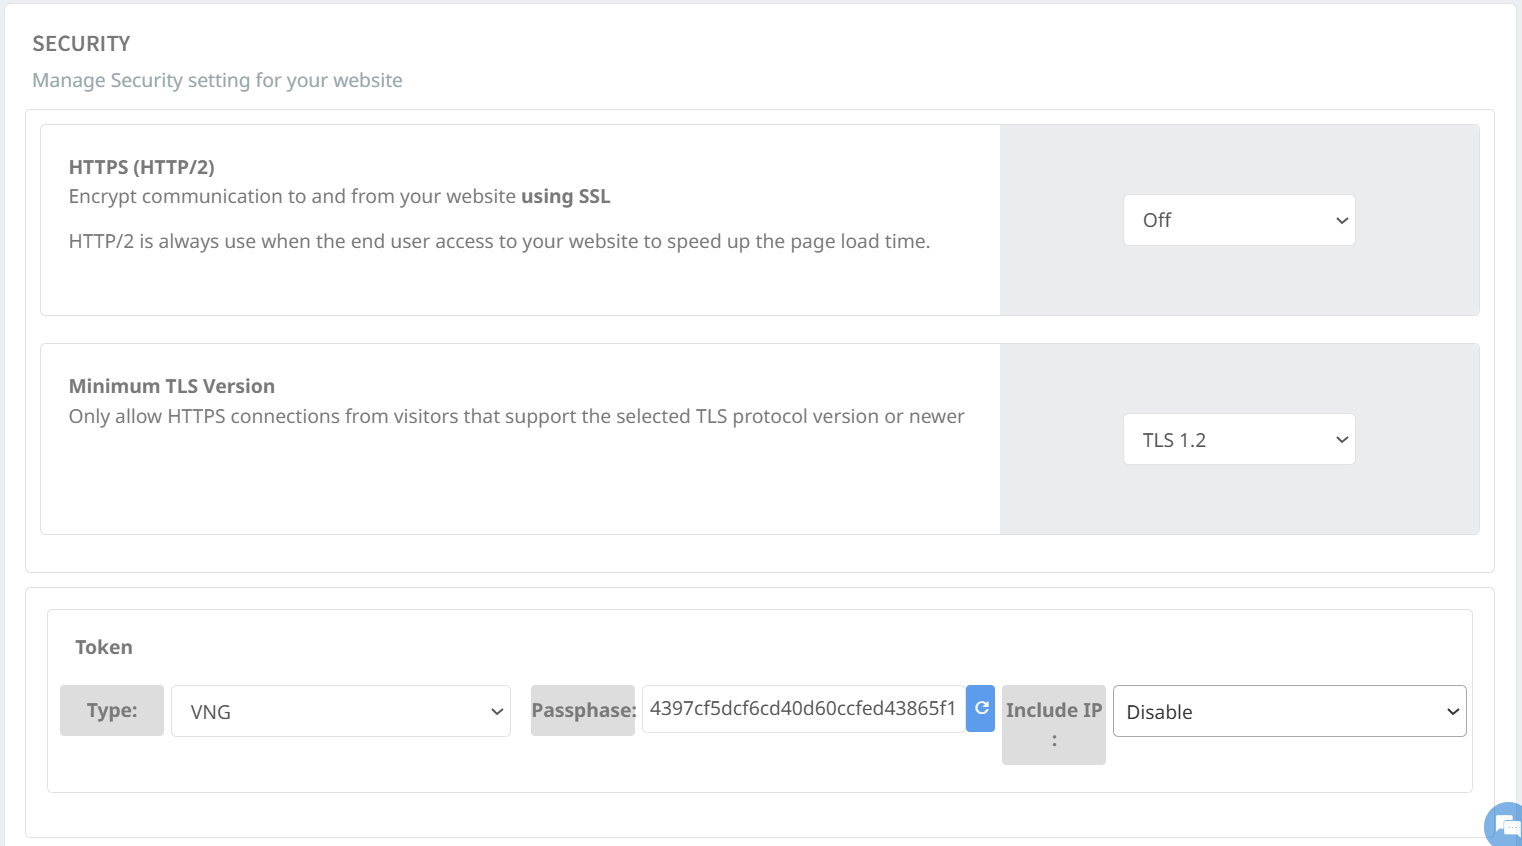 SECURITY
Manage Security setting for your website
HTTPS (HTTP/2)
Encrypt communication to and from your website using SSL
HTTP/2 is always use when the end user access to your website to speed up the page load time.
Off
Minimum TLS Version
Only allow HTTPS connections from visitors that support the selected TLS protocol version or newer
TLS 1.2
Token
Type:
VNG
Passphase:
4397cf5dcf6cd40d60ccfed43865f1
Include IP
:
Disable